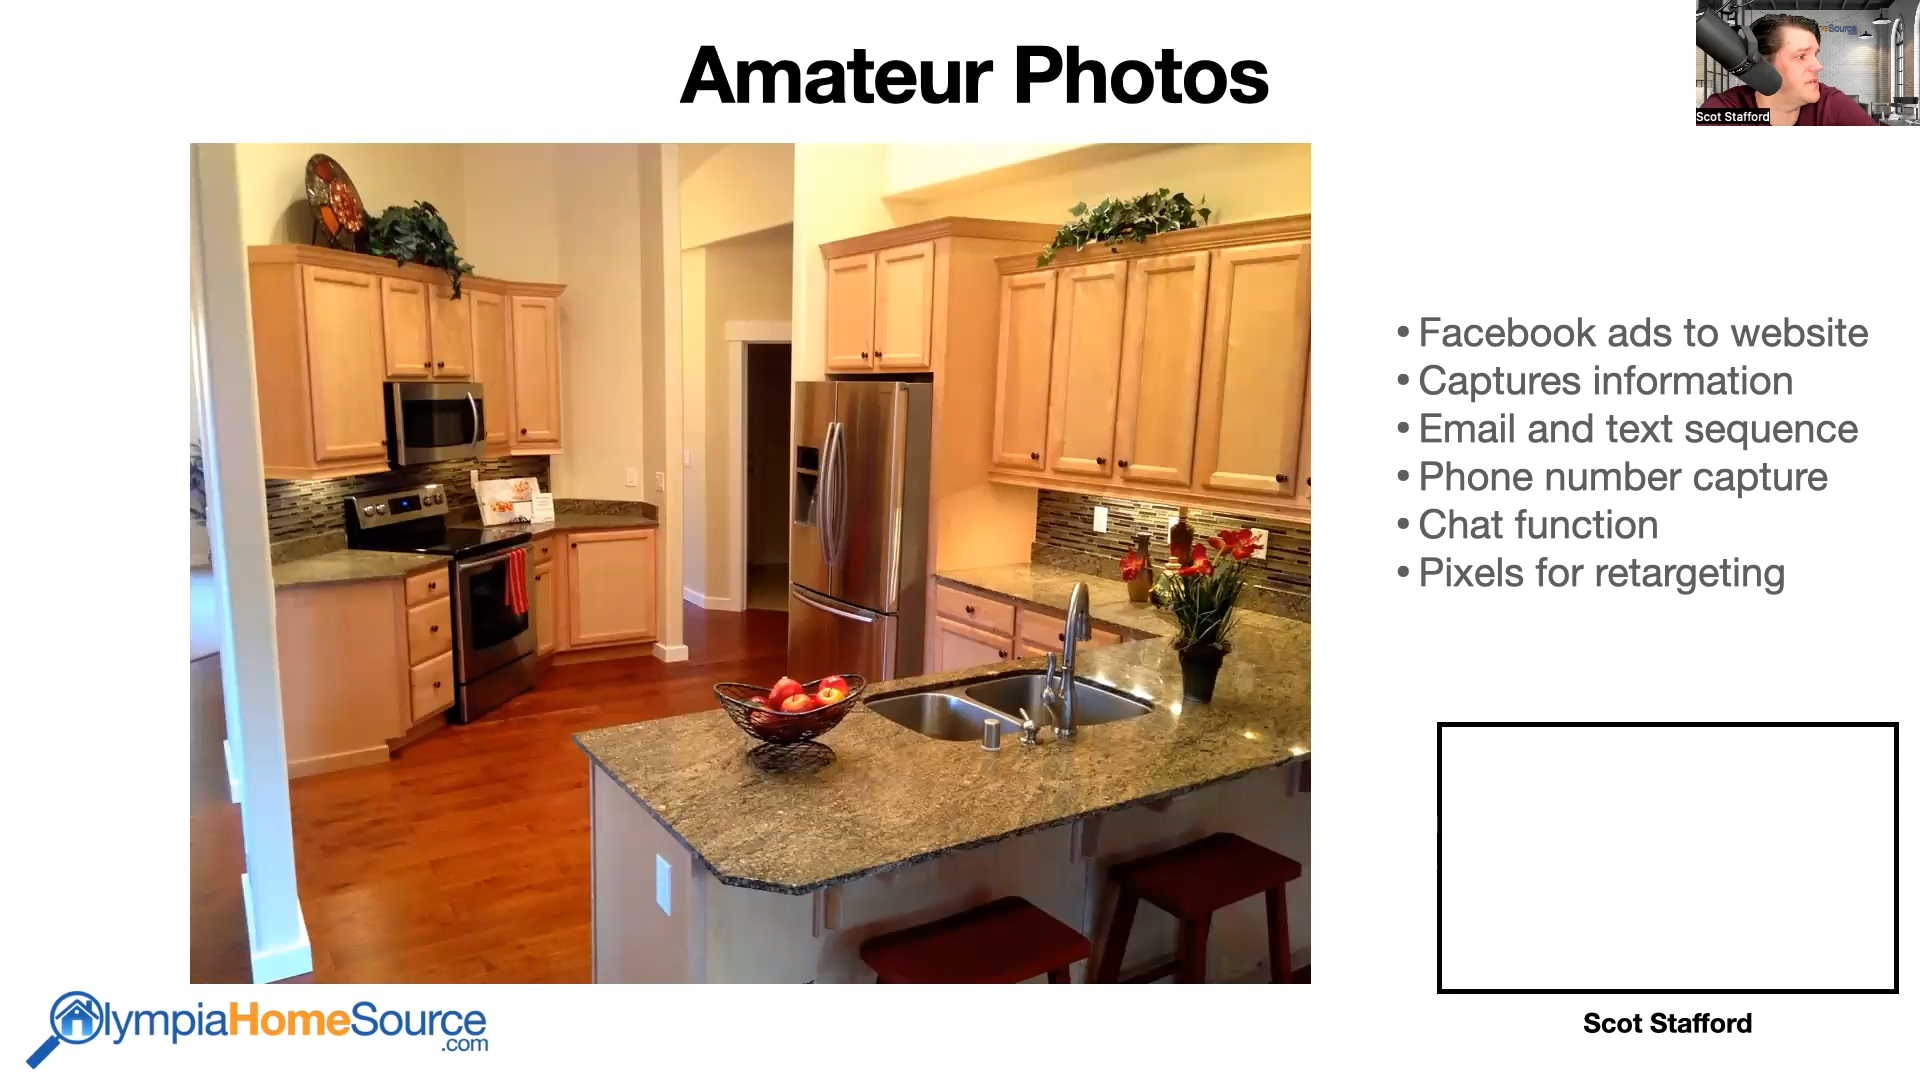 Amateur Photos
Source
Scot Stafford
• Facebook ads to website
• Captures information
• Email and text sequence
• Phone number capture
• Chat function
• Pixels for retargeting
OlympiaHomeSource
.com
Scot Stafford